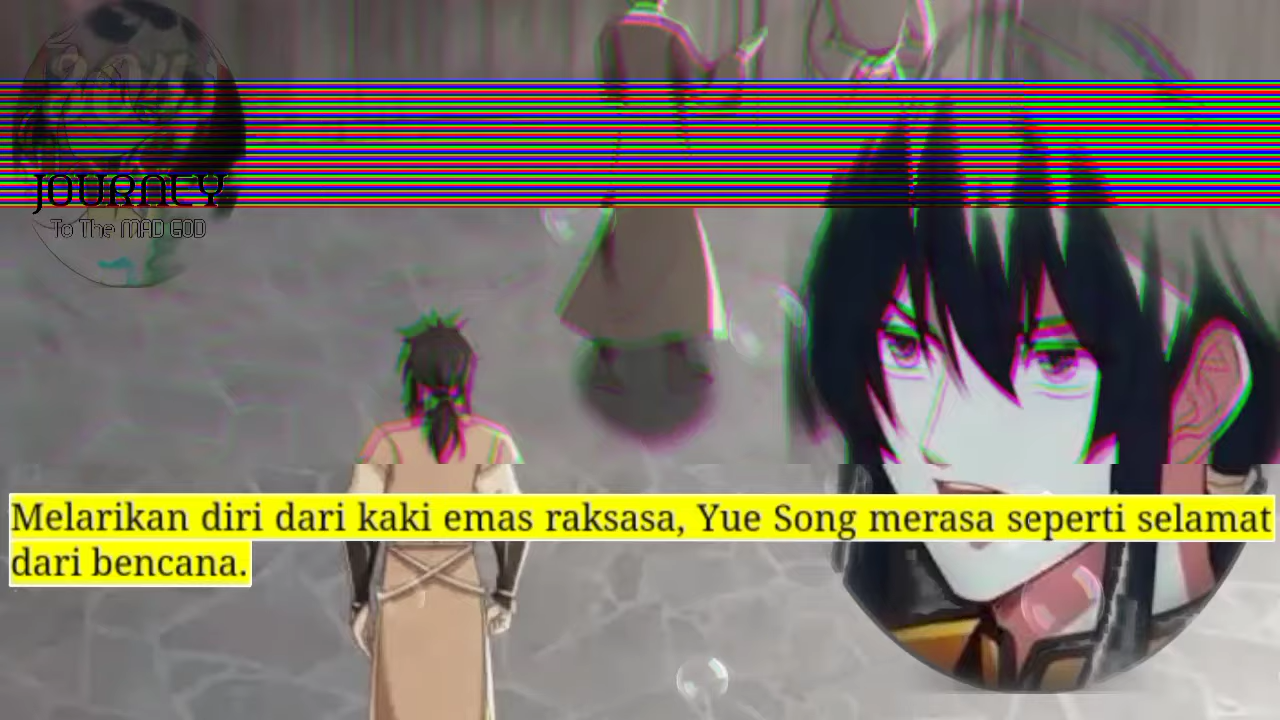 JOURNEY
To The MAD GOD
Melarikan diri dari kaki emas raksasa, Yue Song merasa seperti selamat
dari bencana.